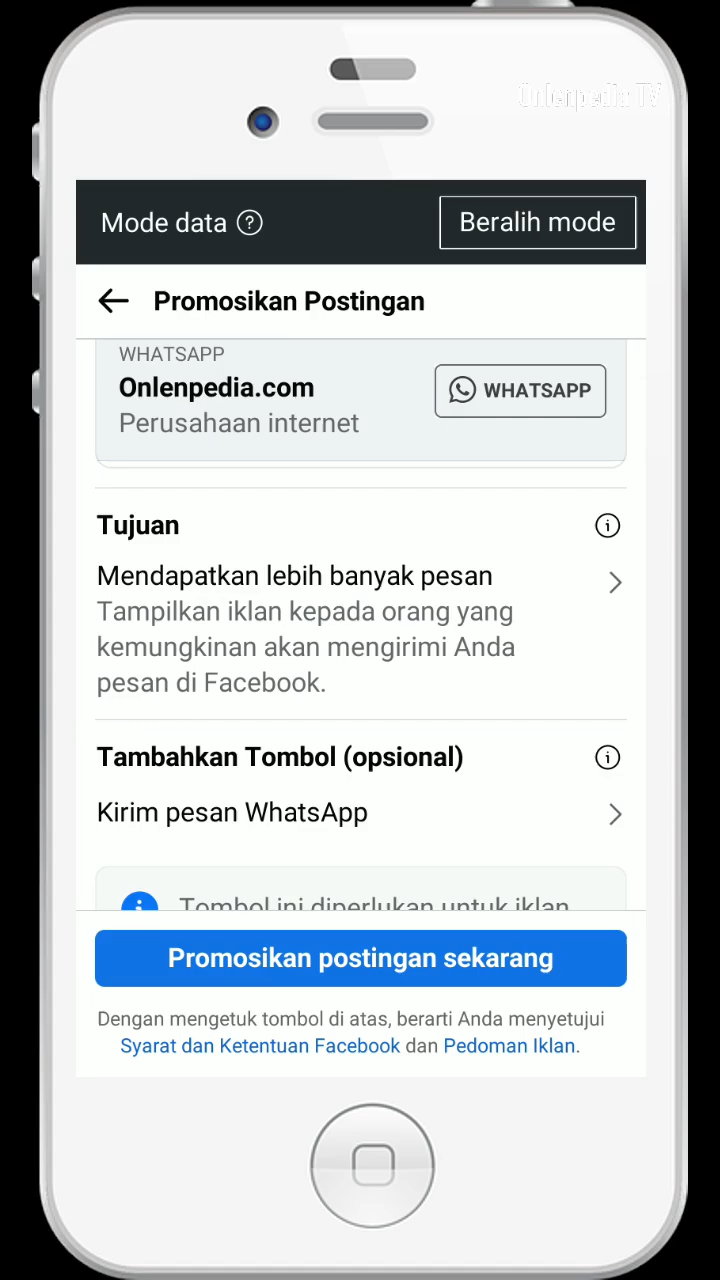 Onlenpedia TV
Mode data
Beralih mode
Promosikan Postingan
WHATSAPP
Onlenpedia.com
WHATSAPP
Perusahaan internet
Tujuan
Mendapatkan lebih banyak pesan
Tampilkan iklan kepada orang yang
kemungkinan akan mengirimi Anda
pesan di Facebook.
Tambahkan Tombol (opsional)
Kirim pesan WhatsApp
Tombol ini diperlukan untuk iklan
Promosikan postingan sekarang
Dengan mengetuk tombol di atas, berarti Anda menyetujui
Syarat dan Ketentuan Facebook dan Pedoman Iklan.